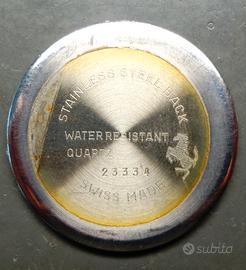 STAINLESS STEEL BACK
WATER RESISTANT
QUARTZ
23334
SWISS MADE
subito